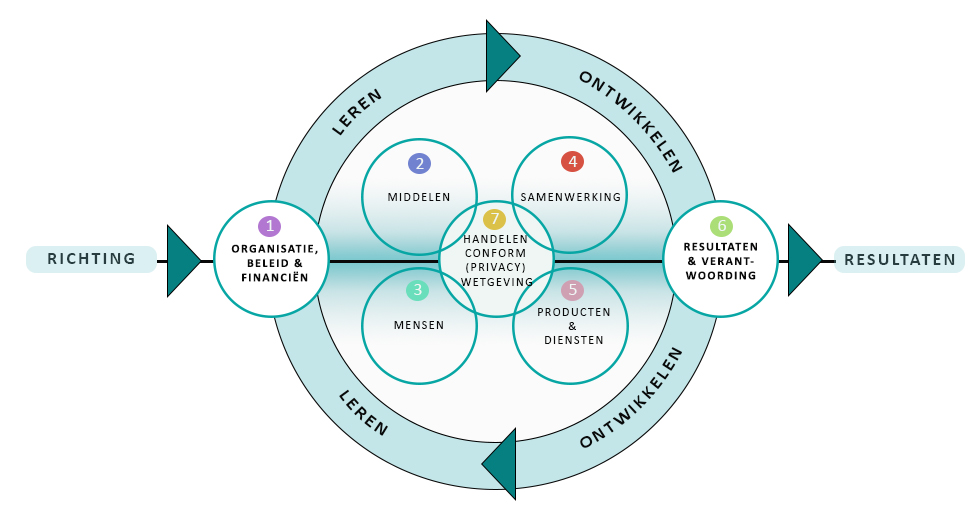 LEREN
ONTWIKKELEN
2
MIDDELEN
4
SAMENWERKING
1
ORGANISATIE,
BELEID &
FINANCIËN
7
HANDELEN
CONFORM
(PRIVACY)
WETGEVING
6
RESULTATEN
& VERANT-
WOORDING
RICHTING
RESULTATEN
3
MENSEN
5
PRODUCTEN
&
DIENSTEN
LEREN
ONTWIKKELEN